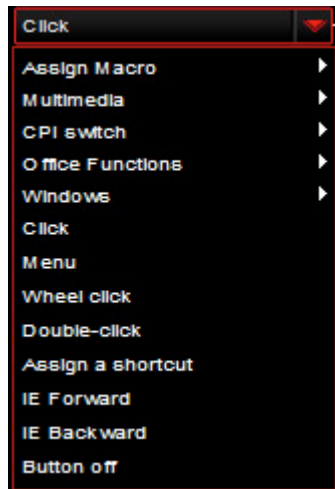 Click
Assign Macro
Multimedia
CPI switch
Office Functions
Windows
Click
Menu
Wheel click
Double-click
Assign a shortcut
IE Forward
IE Backward
Button off